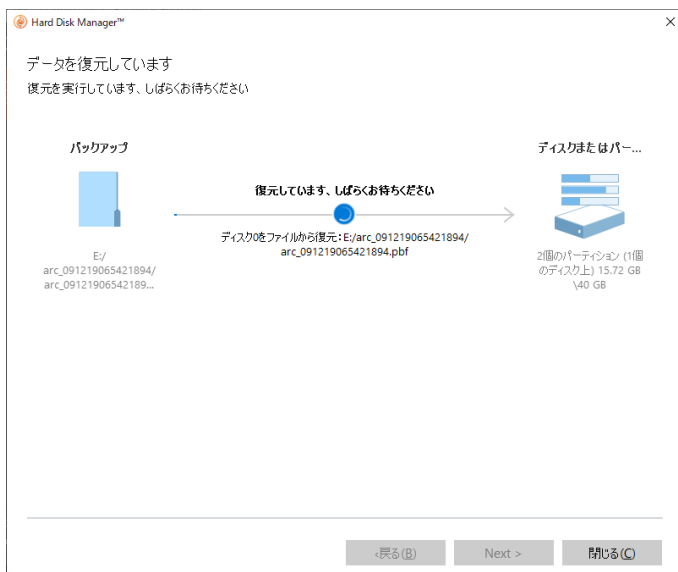 Hard Disk Manager™
データを復元しています
復元を実行しています、しばらくお待ちください
バックアップ
ディスクまたはパー...
復元しています、しばらくお待ちください
ディスク0をファイルから復元：E:/arc_091219065421894/
arc_091219065421894.pbf
E:/
arc_091219065421894/
arc_09121906542189...
2個のパーティション (1個
のディスク上) 15.72 GB
\40 GB
‹戻る(B)
Next >
閉じる(C)